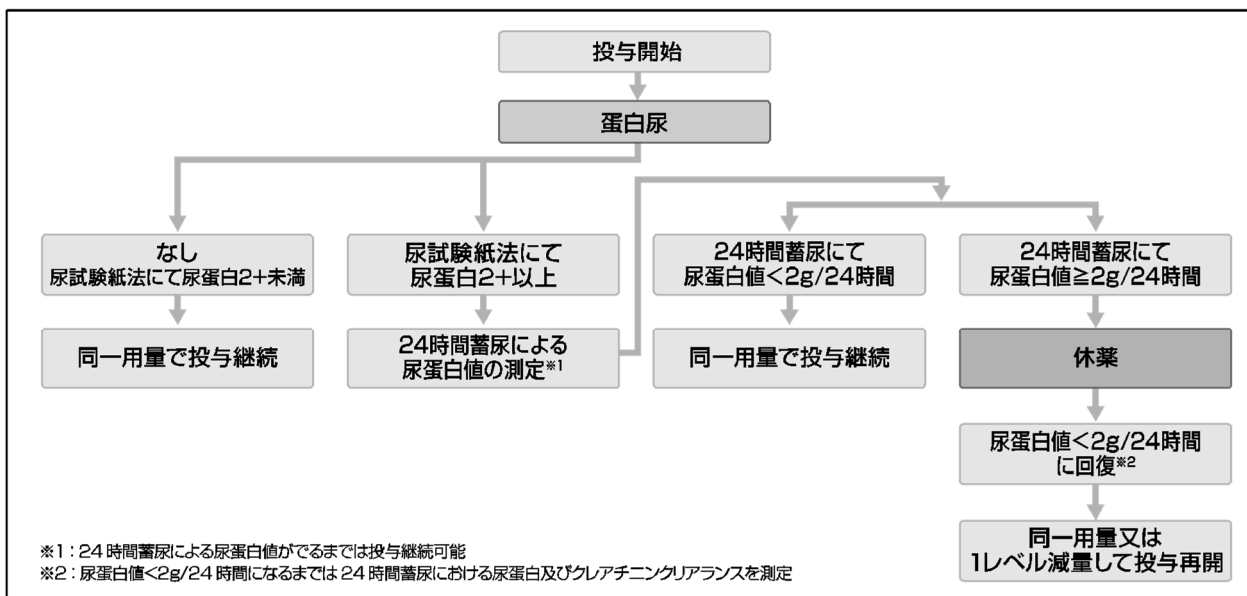 投与開始
蛋白尿
なし
尿試験紙法にて尿蛋白2+未満
同一用量で投与継続
尿試験紙法にて
尿蛋白2+以上
24時間蓄尿による
尿蛋白値の測定※1
24時間蓄尿にて
尿蛋白値<2g/24時間
同一用量で投与継続
24時間蓄尿にて
尿蛋白値≧2g/24時間
休薬
尿蛋白値<2g/24時間
に回復※2
同一用量又は
1レベル減量して投与再開
※1:24時間蓄尿による尿蛋白値がでるまでは投与継続可能
※2:尿蛋白値<2g/24時間になるまでは24時間蓄尿における尿蛋白及びクレアチニンクリアランスを測定